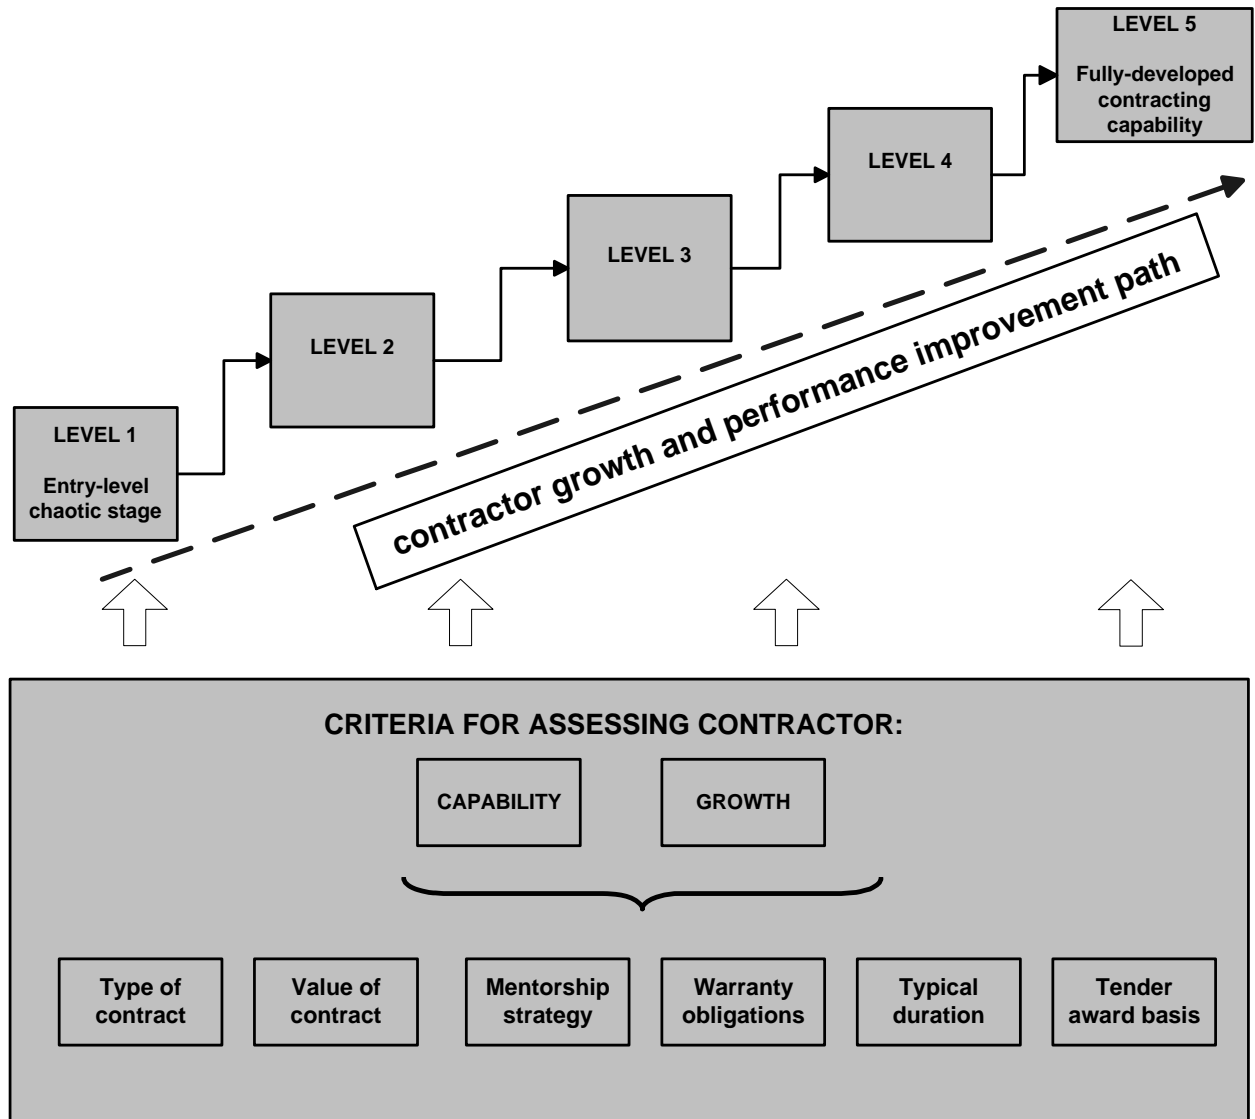 LEVEL 5
Fully-developed
contracting
capability
LEVEL 4
LEVEL 3
LEVEL 2
LEVEL 1
Entry-level
chaotic stage
contractor growth and performance improvement path
CRITERIA FOR ASSESSING CONTRACTOR:
CAPABILITY
GROWTH
Type of
contract
Value of
contract
Mentorship
strategy
Warranty
obligations
Typical
duration
Tender
award basis